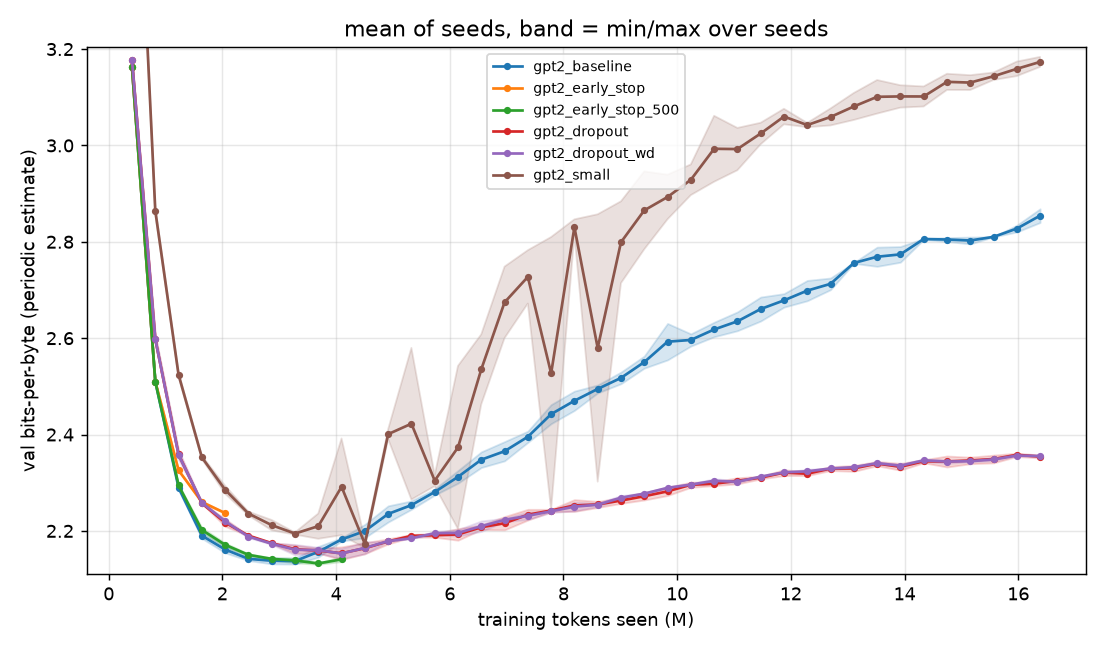 mean of seeds, band = min/max over seeds
gpt2_baseline
gpt2_early_stop
gpt2_early_stop_500
gpt2_dropout
gpt2_dropout_wd
gpt2_small
val bits-per-byte (periodic estimate)
3.2
3.0
2.8
2.6
2.4
2.2
0 2 4 6 8 10 12 14 16
training tokens seen (M)